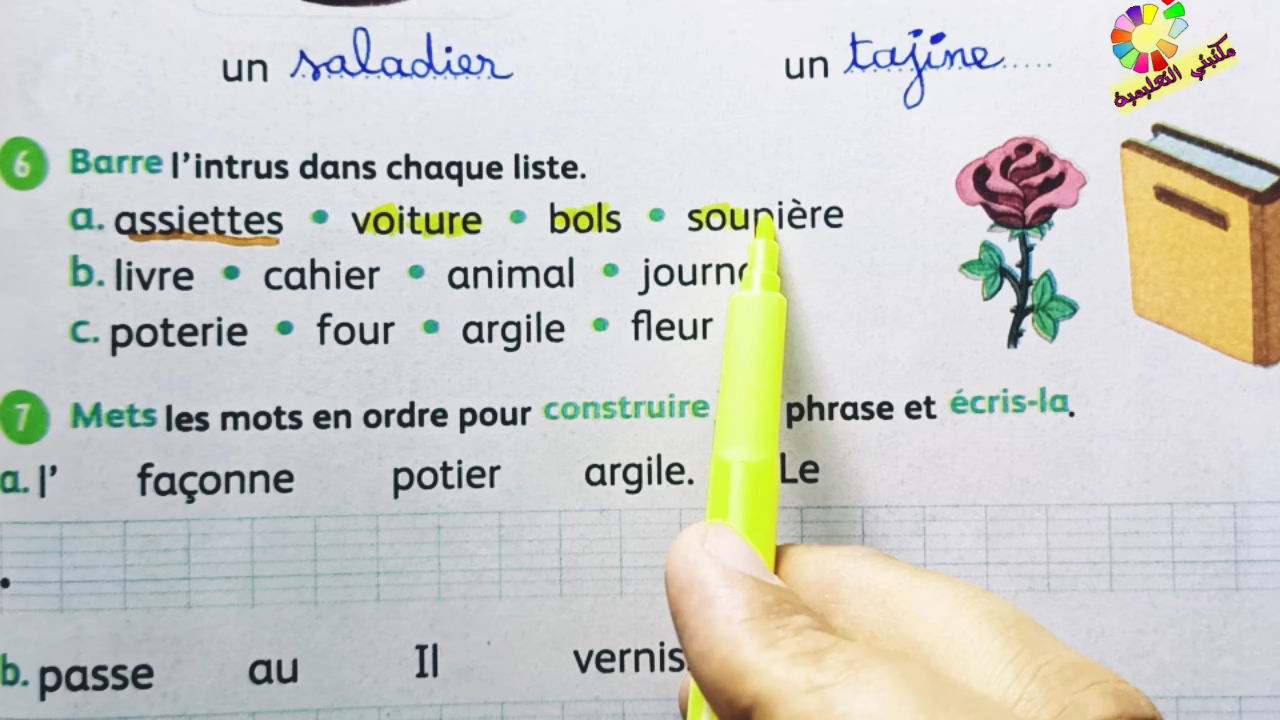 un saladier un tajine
مكتبتي التعليمية
6 Barre l'intrus dans chaque liste.
a. assiettes • voiture • bols • soupière
b. livre • cahier • animal •
c. poterie • four • argile • fleur
7 Mets les mots en ordre pour construire phrase et écris-la.
a. l' façonne potier argile. Le
b. passe au Il vernis.